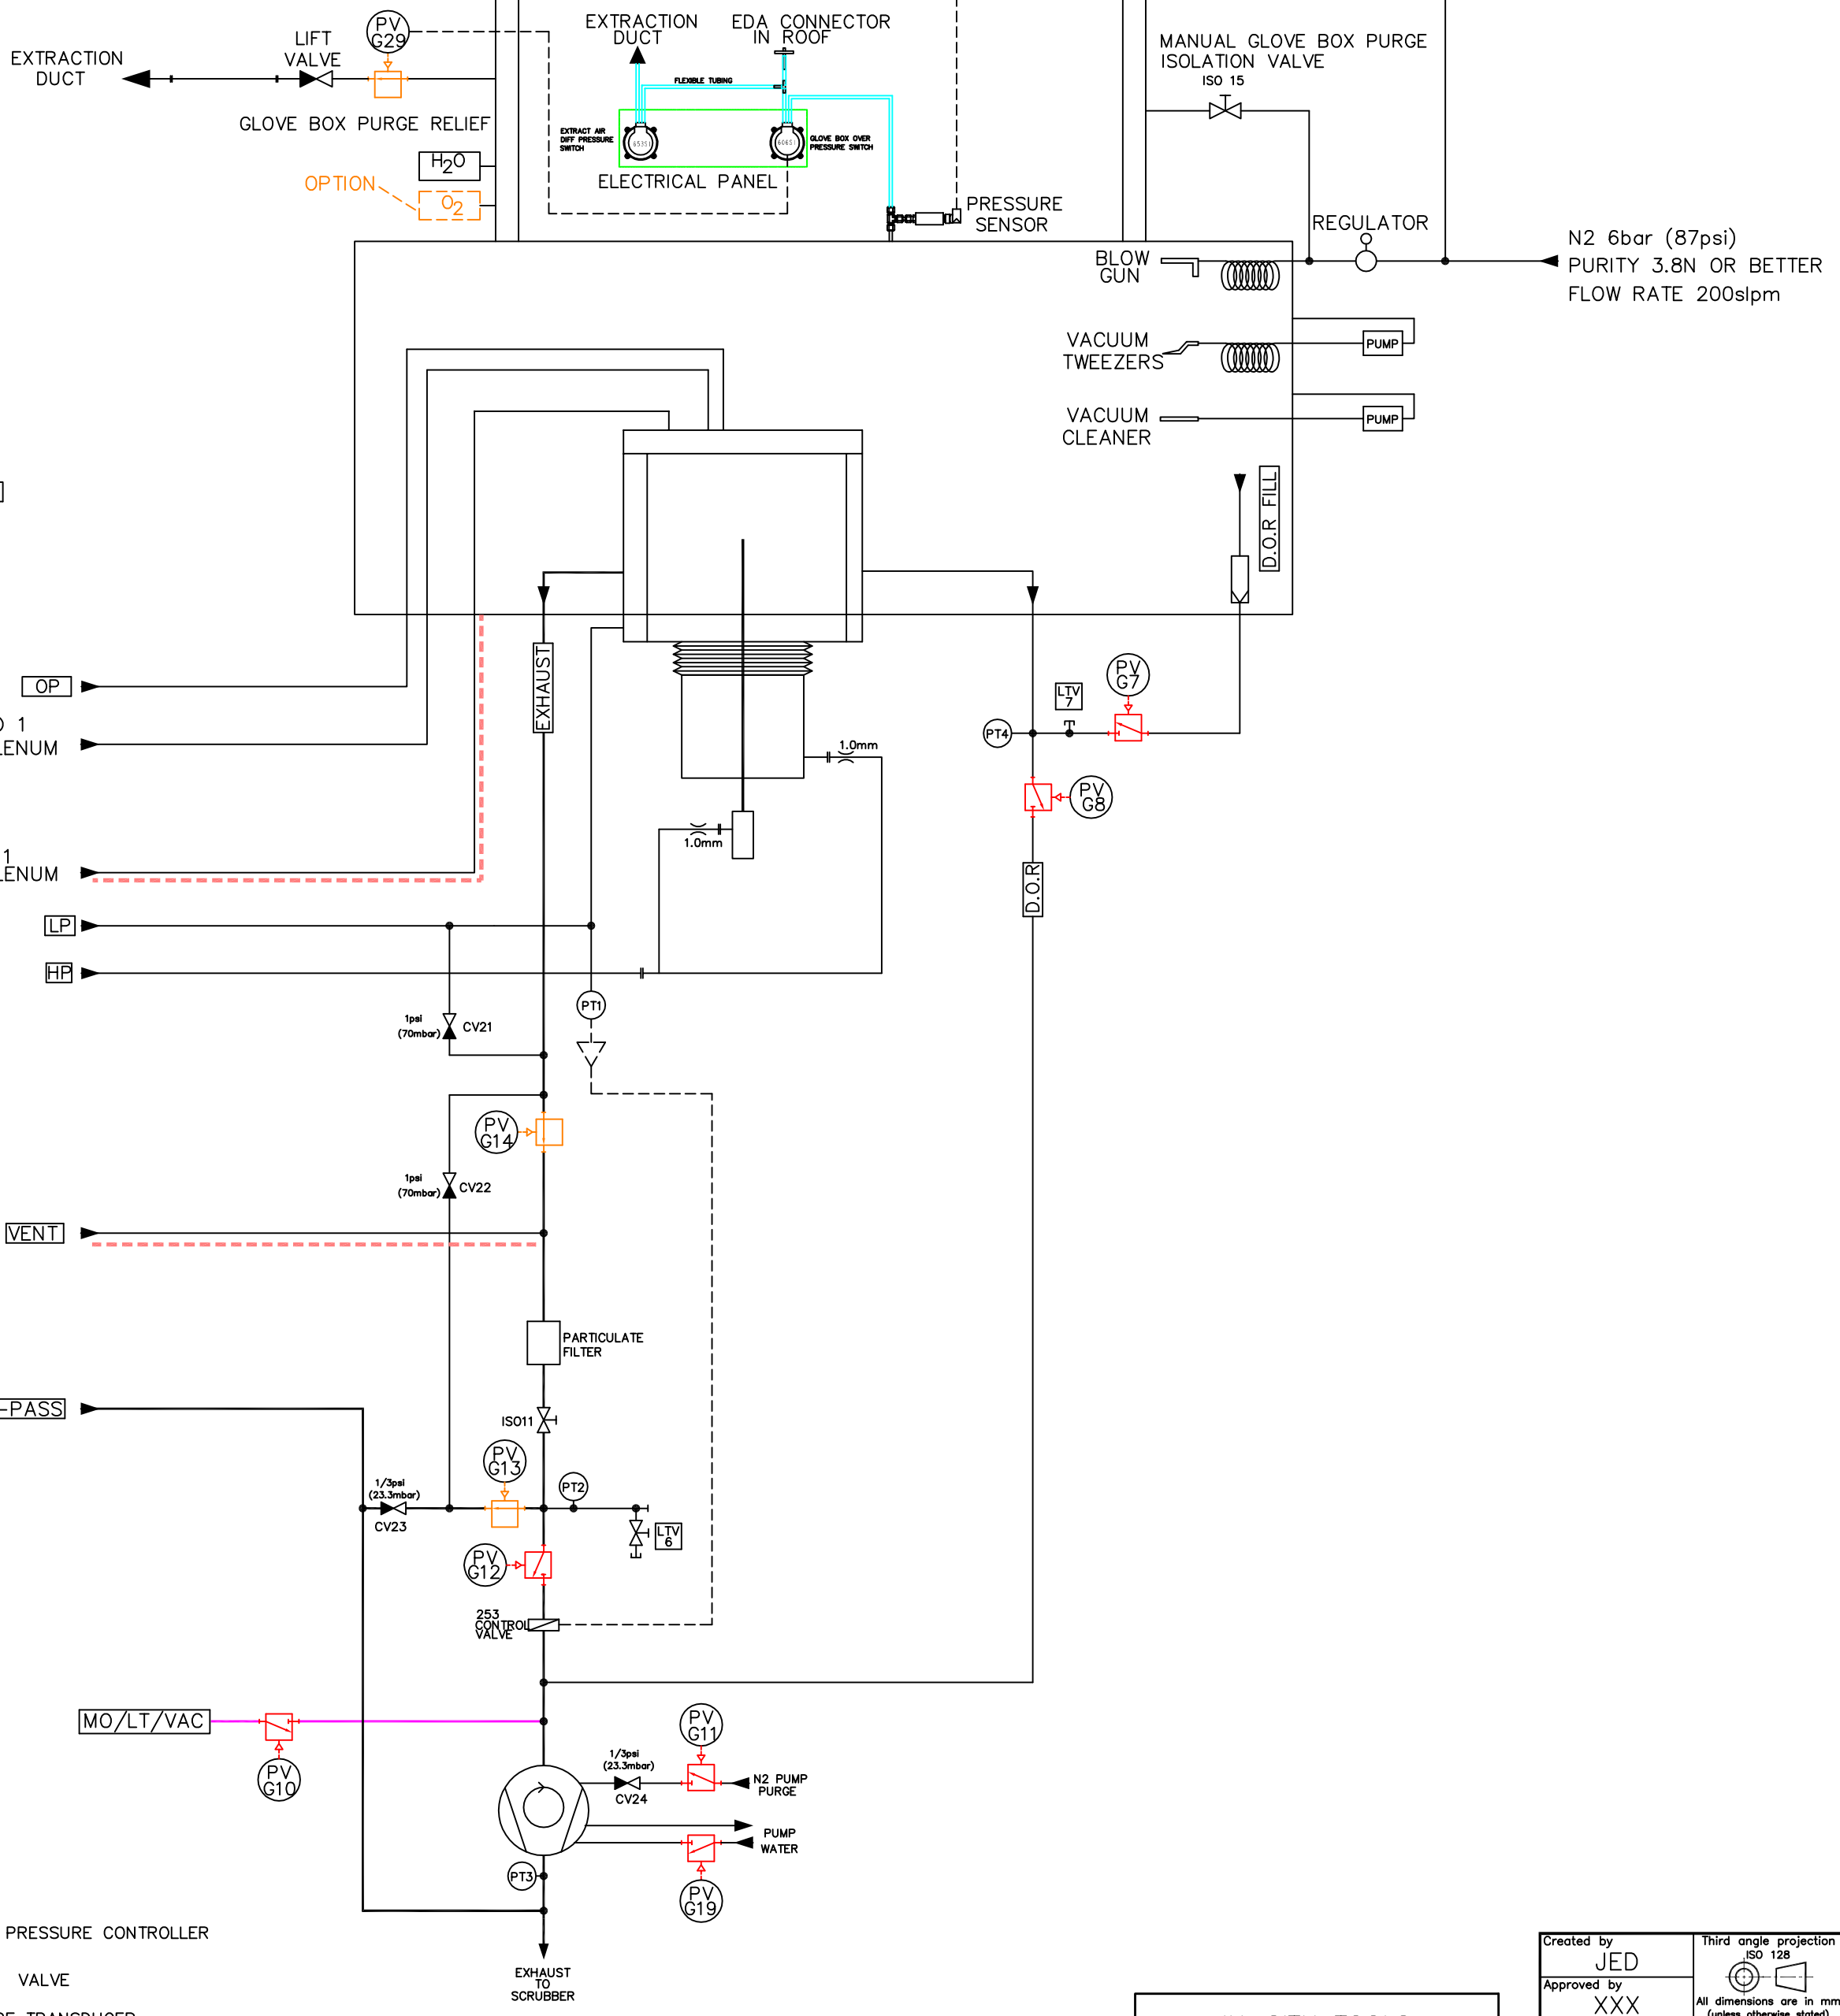 PV
G29
EXTRACTION
DUCT
LIFT
VALVE
GLOVE BOX PURGE RELIEF
H2O
OPTION
O2
EXTRACTION
DUCT
EDA CONNECTOR
IN ROOF
FLEXIBLE TUBING
EXTRACT AIR
DIFF PRESSURE
SWITCH
65351
60651
GLOVE BOX OVER
PRESSURE SWITCH
ELECTRICAL PANEL
PRESSURE
SENSOR
MANUAL GLOVE BOX PURGE
ISOLATION VALVE
ISO 15
REGULATOR
N2 6bar (87psi)
PURITY 3.8N OR BETTER
FLOW RATE 200slpm
BLOW
GUN
VACUUM
TWEEZERS
PUMP
VACUUM
CLEANER
PUMP
D.O.R FILL
EXHAUST
OP
1
LENUM
1
LENUM
LP
HP
1.0mm
1.0mm
PT4
LTV
7
PV
G7
PV
G8
D.O.R
PT1
1psi
(70mbar)
CV21
PV
G14
1psi
(70mbar)
CV22
VENT
PARTICULATE
FILTER
-PASS
ISO11
PV
G13
PT2
1/3psi
(23.3mbar)
CV23
LTV
6
PV
G12
253
CONTROL
VALVE
MO/LT/VAC
PV
G10
PV
G11
1/3psi
(23.3mbar)
CV24
N2 PUMP
PURGE
PUMP
WATER
PV
G19
PT3
EXHAUST
TO
SCRUBBER
PRESSURE CONTROLLER
VALVE
Created by
JED
Approved by
XXX
Third angle projection
ISO 128
All dimensions are in mm
(unless otherwise stated)